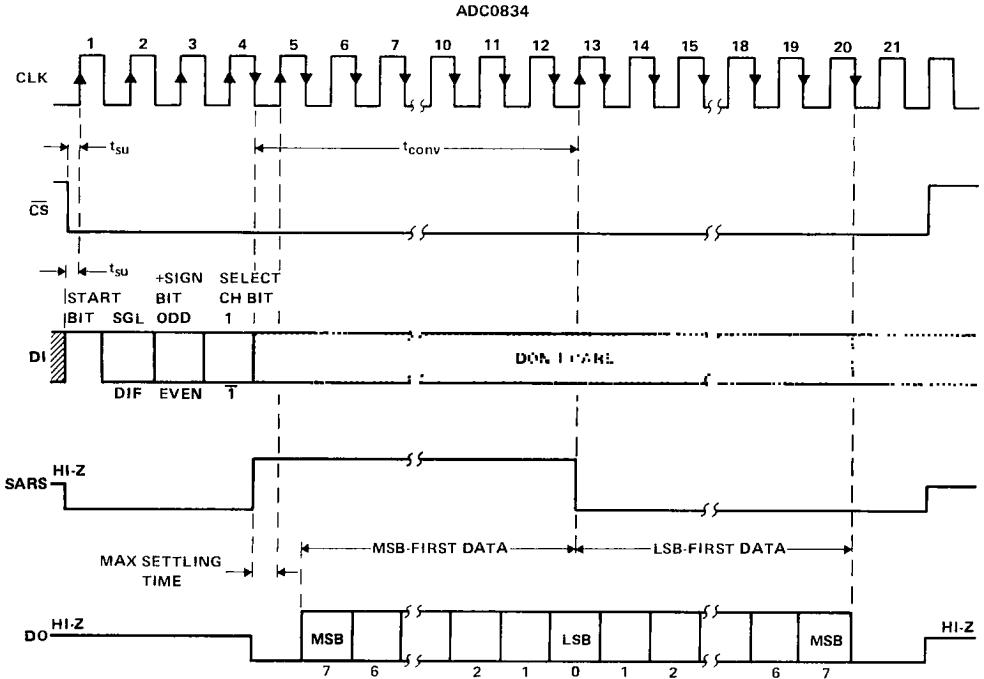 ADC0834
1 2 3 4 5 6 7 10 11 12 13 14 15 18 19 20 21
CLK
tsu
tconv
CS
tsu
+SIGN SELECT
START BIT CH BIT
BIT SGL ODD 1
DI
DIF EVEN 1
HI-Z
SARS
MSB-FIRST DATA LSB-FIRST DATA
MAX SETTLING
TIME
HI-Z HI-Z
DO MSB LSB MSB
7 6 2 1 0 1 2 6 7